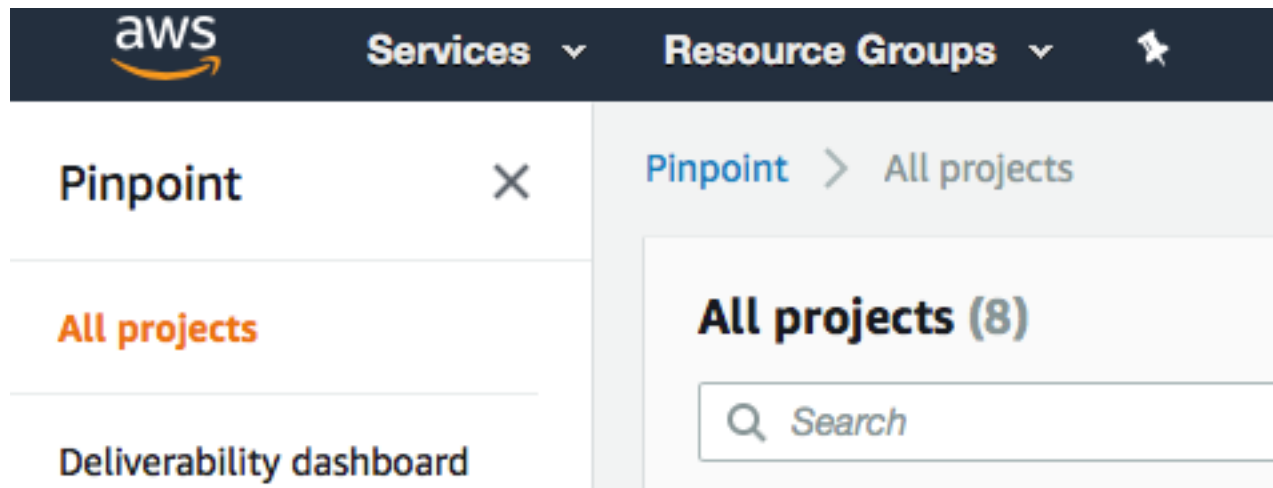 aws Services Resource Groups
Pinpoint
All projects
Deliverability dashboard
Pinpoint > All projects
All projects (8)
Search